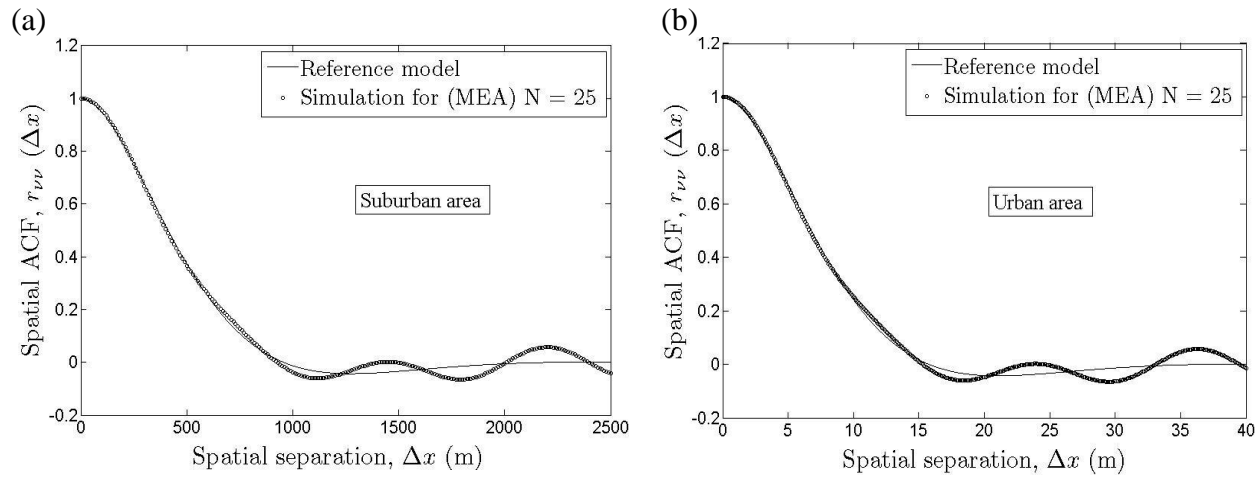 (a)
1.2
1
0.8
0.6
0.4
0.2
0
-0.2
Spatial ACF, r_νν (Δx)
Reference model
Simulation for (MEA) N = 25
Suburban area
0 500 1000 1500 2000 2500
Spatial separation, Δx (m)
(b)
1.2
1
0.8
0.6
0.4
0.2
0
-0.2
Spatial ACF, r_νν (Δx)
Reference model
Simulation for (MEA) N = 25
Urban area
0 5 10 15 20 25 30 35 40
Spatial separation, Δx (m)